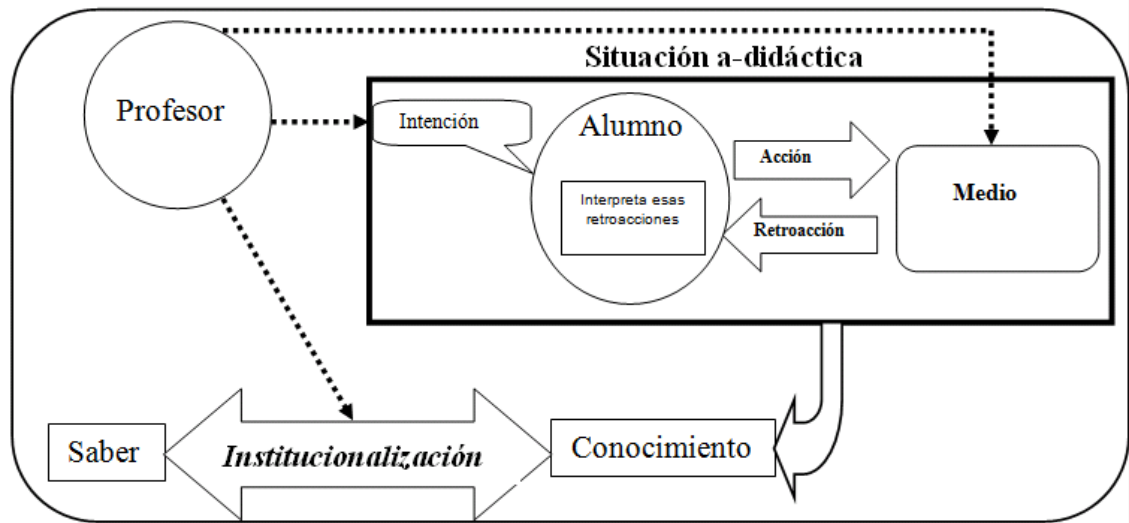 Situación a-didáctica
Profesor
Intención
Alumno
Interpreta esas
retroacciones
Acción
Retroacción
Medio
Saber
Institucionalización
Conocimiento